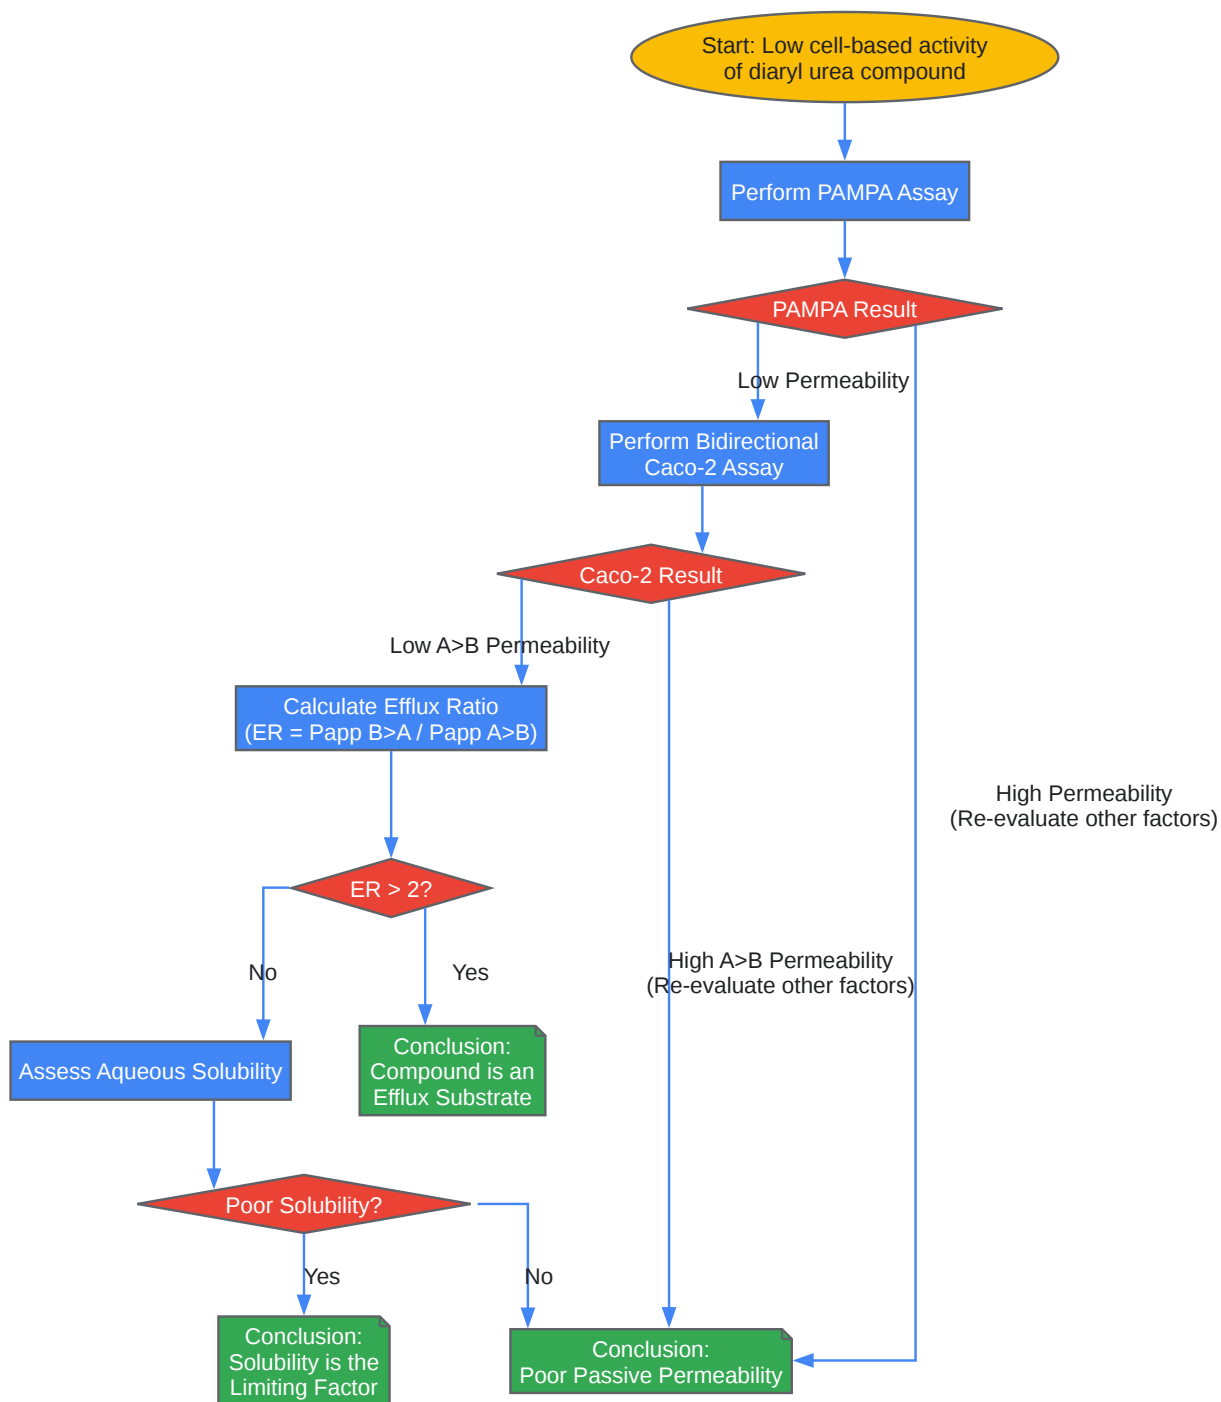 Start: Low cell-based activity
of diaryl urea compound
Perform PAMPA Assay
PAMPA Result
Low Permeability
Perform Bidirectional
Caco-2 Assay
Caco-2 Result
Low A>B Permeability
Calculate Efflux Ratio
(ER = Papp B>A / Papp A>B)
High Permeability
(Re-evaluate other factors)
ER > 2?
High A>B Permeability
(Re-evaluate other factors)
No
Yes
Conclusion:
Compound is an
Efflux Substrate
Assess Aqueous Solubility
Poor Solubility?
Yes
No
Conclusion:
Solubility is the
Limiting Factor
Conclusion:
Poor Passive Permeability